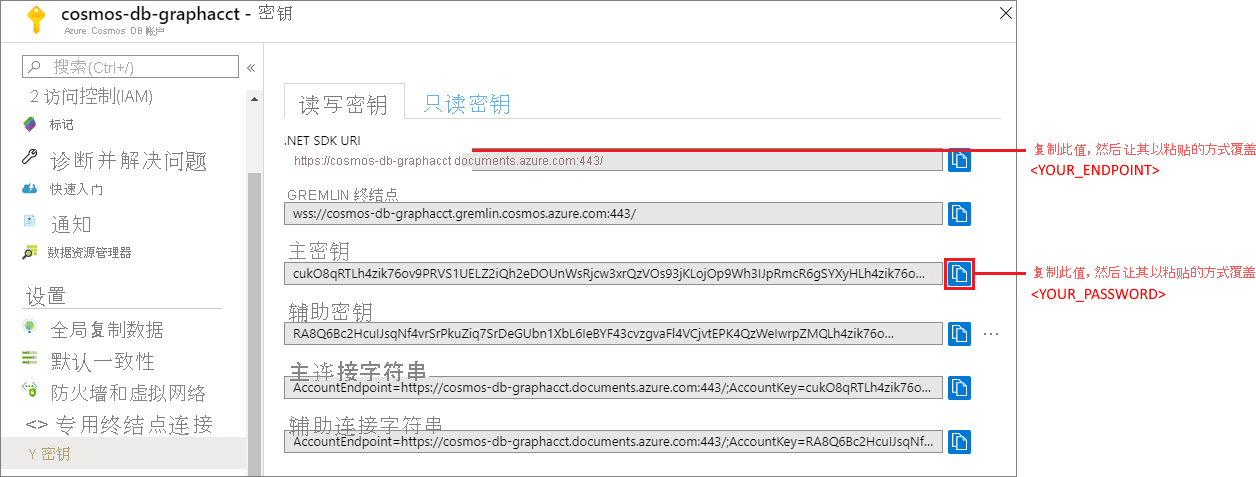 cosmos-db-graphacct - 密钥
Azure Cosmos DB 帐户
搜索(Ctrl+/)
2 访问控制(IAM)
标记
诊断并解决问题
快速入门
通知
数据资源管理器
设置
全局复制数据
默认一致性
防火墙和虚拟网络
<> 专用终结点连接
Y 密钥
读写密钥 只读密钥
.NET SDK URI
https://cosmos-db-graphacct documents.azure.com:443/
GREMLIN 终结点
wss://cosmos-db-graphacct.gremlin.cosmos.azure.com:443/
主密钥
cukO8qRTLh4zik76ov9PRVS1UELZ2iQh2eDOUnWsRjcw3xrQzVOs93jKLojOp9Wh3IJpRmcR6gSYXyHLh4zik76o...
辅助密钥
RA8Q6Bc2HcuIJsqNf4vrSrPkuZiq7SrDeGUbn1XbL6IeBYF43cvzgvaFl4VCjvtEPK4QzWeIwrpZMQLh4zik76o...
主连接字符串
AccountEndpoint=https://cosmos-db-graphacct.documents.azure.com:443/;AccountKey=cukO8qRTLh4zik76o...
辅助连接字符串
AccountEndpoint=https://cosmos-db-graphacct.documents.azure.com:443/;AccountKey=RA8Q6Bc2HcuIJsqNf...
复制此值，然后让其以粘贴的方式覆盖
<YOUR_ENDPOINT>
复制此值，然后让其以粘贴的方式覆盖
<YOUR_PASSWORD>